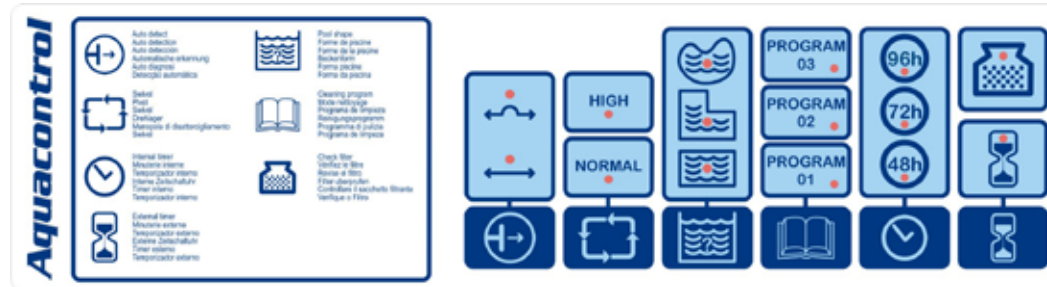 Aquacontrol
Auto detect
Auto detection
Auto detección
Automatische erkennung
Auto diagnosi
Detecção automática
Swivel
Pivot
Swivel
Drehlager
Manopola di disattorcigliamento
Swivel
Internal timer
Minuterie interne
Temporizador interno
Interne Zeitschaltuhr
Timer interno
Temporizador interno
External timer
Minuterie externe
Temporizador externo
Externe Zeitschaltuhr
Timer esterno
Temporizador externo
Pool shape
Forme de piscine
Forma de la piscina
Beckenform
Forma piscina
Forma da piscina
Cleaning program
Mode nettoyage
Programa de limpieza
Reinigungsprogramm
Programma di pulizia
Programa de limpeza
Check filter
Vérifiez le filtre
Revise el filtro
Filter überprüfen
Controllare il sacchetto filtrante
Verifique o Filtro
HIGH
NORMAL
PROGRAM
03
PROGRAM
02
PROGRAM
01
96h
72h
48h